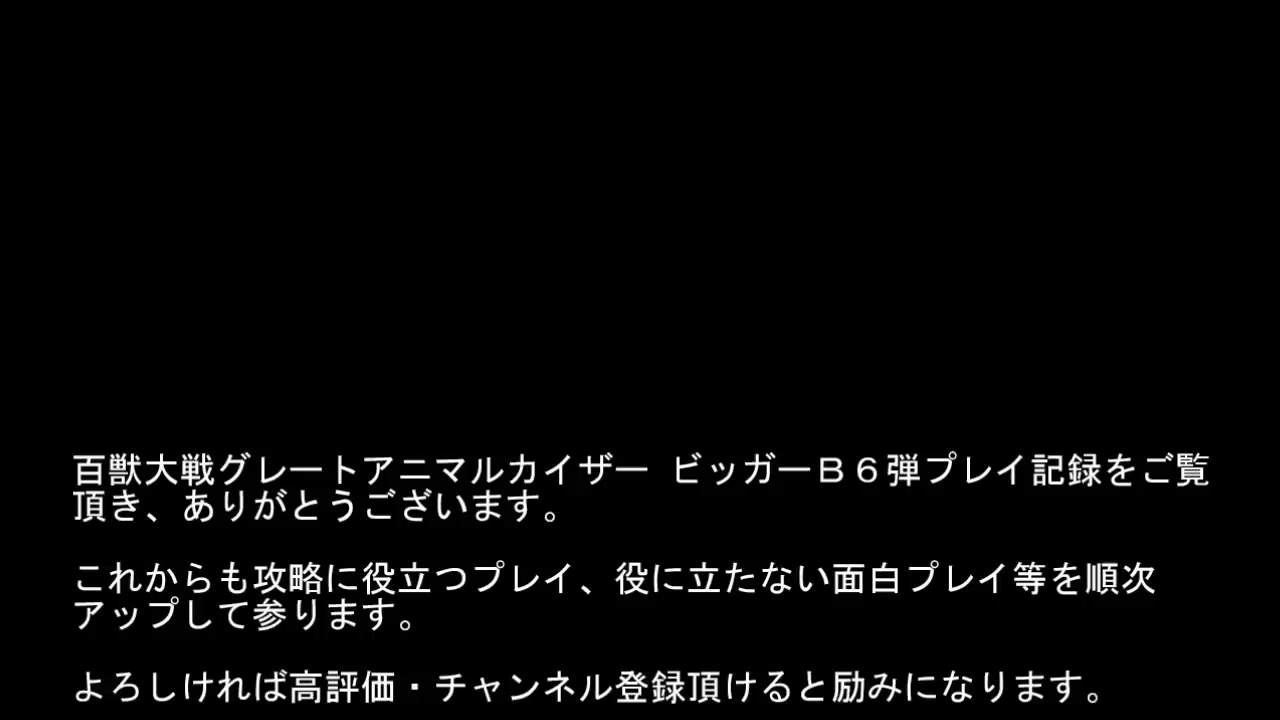 百獣大戦グレートアニマルカイザー ビッガーＢ６弾プレイ記録をご覧
頂き、ありがとうございます。
これからも攻略に役立つプレイ、役に立たない面白プレイ等を順次
アップして参ります。
よろしければ高評価・チャンネル登録頂けると励みになります。